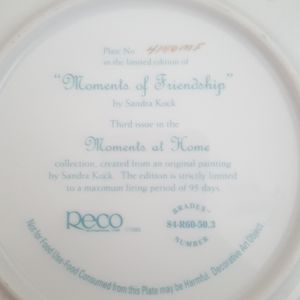 Plate No.
in the limited edition of
"Moments of Friendship"
by Sandra Kuck
Third issue in the
Moments at Home
collection, created from an original painting
by Sandra Kuck. The edition is strictly limited
to a maximum firing period of 95 days.
Reco
BRADEX
84-R60-50.3
NUMBER
Not for Food Use-Food Consumed from this Plate may be Harmful. Decorative Art Object.